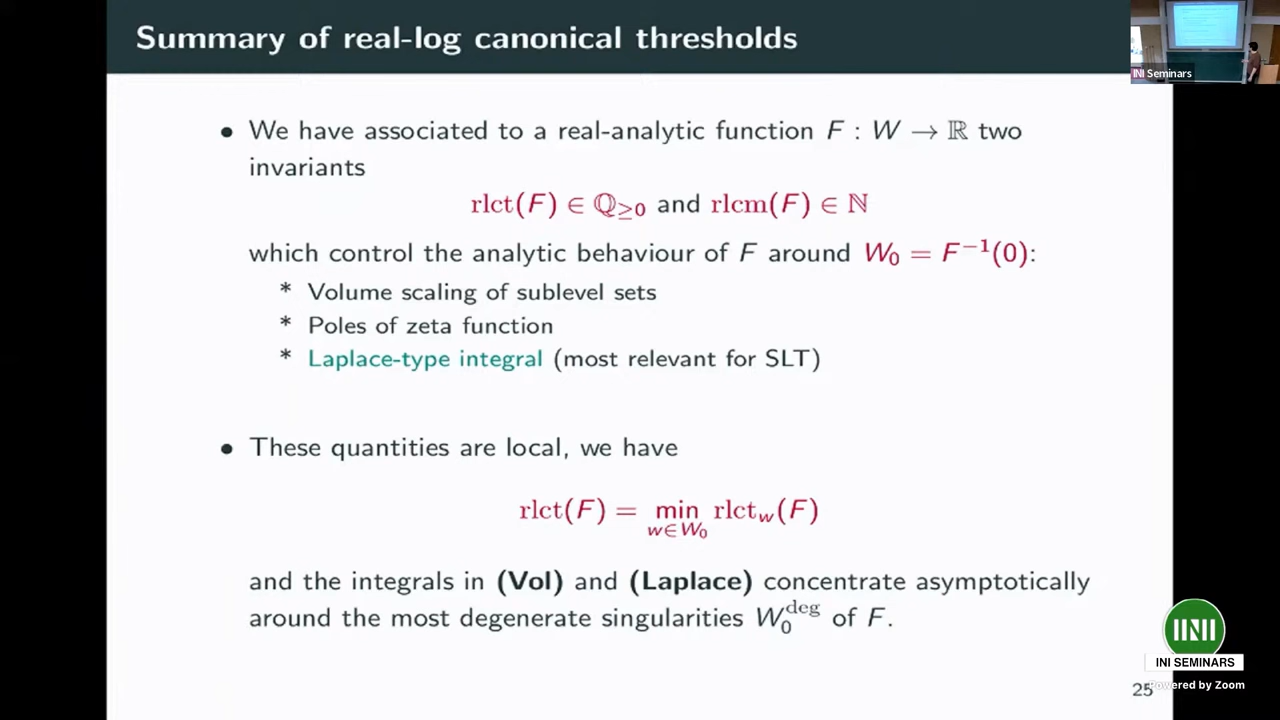 Summary of real-log canonical thresholds
INI Seminars
• We have associated to a real-analytic function F : W → ℝ two
invariants
rlct(F) ∈ ℚ≥0 and rlcm(F) ∈ ℕ
which control the analytic behaviour of F around W₀ = F⁻¹(0):
* Volume scaling of sublevel sets
* Poles of zeta function
* Laplace-type integral (most relevant for SLT)
• These quantities are local, we have
rlct(F) = min rlct_w(F)
w∈W₀
and the integrals in (Vol) and (Laplace) concentrate asymptotically
around the most degenerate singularities W₀^deg of F.
INI
INI SEMINARS
Powered by Zoom
25